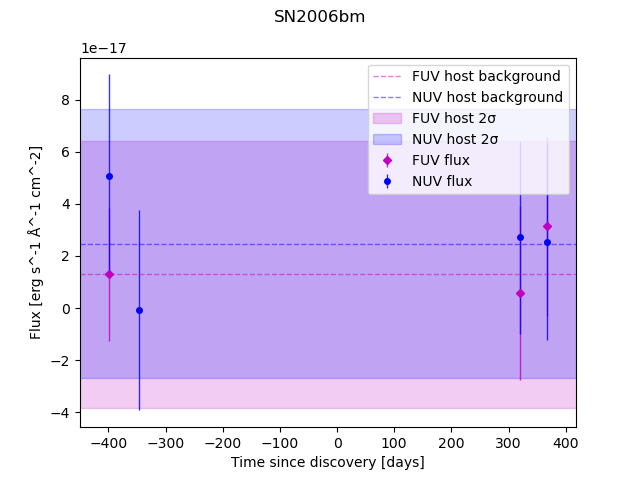 SN2006bm
1e−17
FUV host background
NUV host background
FUV host 2σ
NUV host 2σ
FUV flux
NUV flux
8
6
4
2
0
−2
−4
Flux [erg s^-1 Å^-1 cm^-2]
−400 −300 −200 −100 0 100 200 300 400
Time since discovery [days]